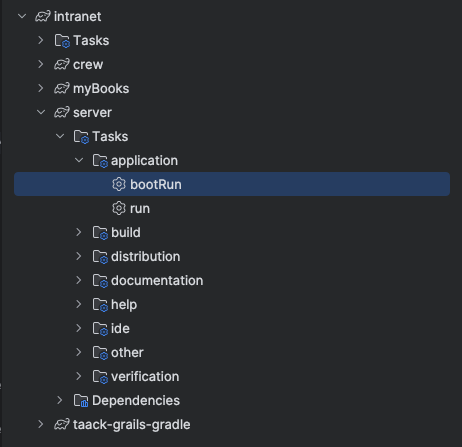 intranet
Tasks
crew
myBooks
server
Tasks
application
bootRun
run
build
distribution
documentation
help
ide
other
verification
Dependencies
taack-grails-gradle